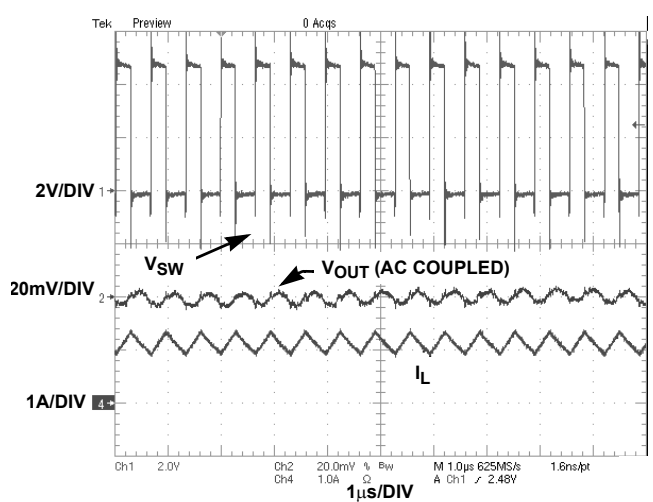 Tek Preview 0 Acqs
2V/DIV 1
VSW
VOUT (AC COUPLED)
20mV/DIV 2
IL
1A/DIV 4
Ch1 2.0V Ch2 20.0mV % BW M 1.0µs 625MS/s 1.6ns/pt
Ch4 1.0A Ω A Ch1 / 2.48V
1µs/DIV